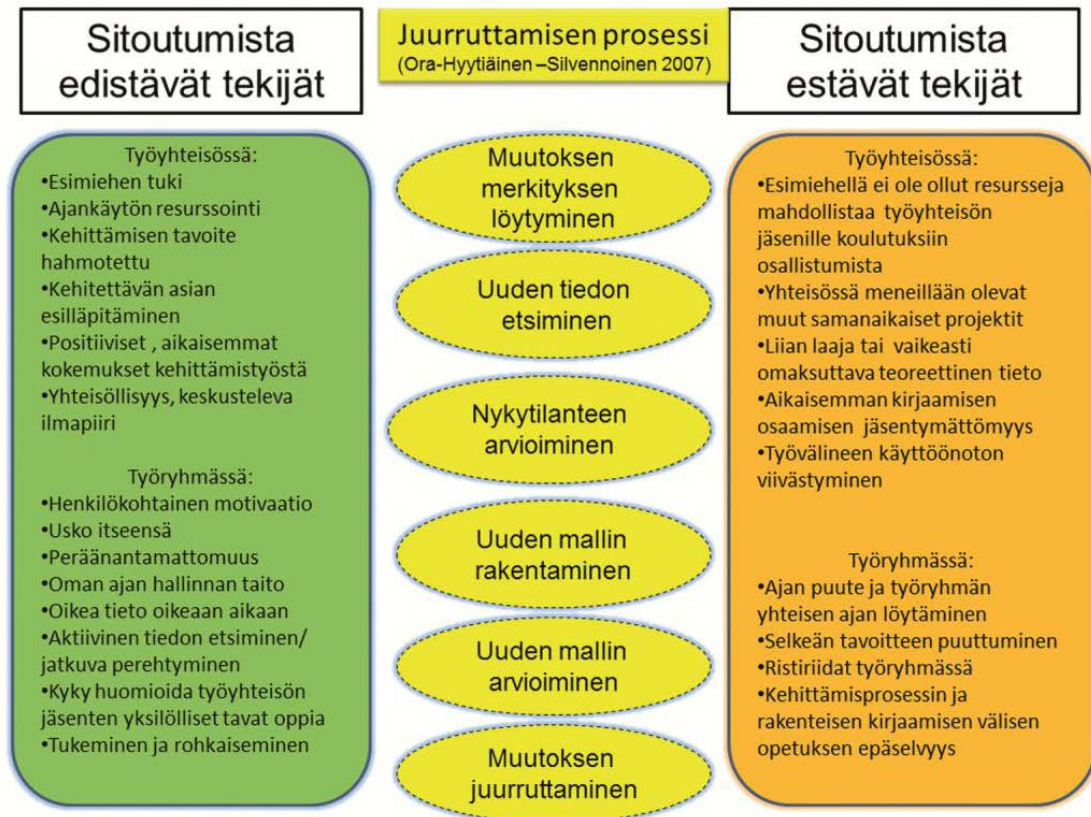 Sitoutumista
edistävät tekijät
Työyhteisössä:
•Esimiehen tuki
•Ajankäytön resurssointi
•Kehittämisen tavoite
hahmotettu
•Kehitettävän asian
esilläpitäminen
•Positiiviset , aikaisemmat
kokemukset kehittämistyöstä
•Yhteisöllisyys, keskusteleva
ilmapiiri
Työryhmässä:
•Henkilökohtainen motivaatio
•Usko itseensä
•Peräänantamattomuus
•Oman ajan hallinnan taito
•Oikea tieto oikeaan aikaan
•Aktiivinen tiedon etsiminen/
jatkuva perehtyminen
•Kyky huomioida työyhteisön
jäsenten yksilölliset tavat oppia
•Tukeminen ja rohkaiseminen
Juurruttamisen prosessi
(Ora-Hyytiäinen –Silvennoinen 2007)
Muutoksen
merkityksen
löytyminen
Uuden tiedon
etsiminen
Nykytilanteen
arvioiminen
Uuden mallin
rakentaminen
Uuden mallin
arvioiminen
Muutoksen
juurruttaminen
Sitoutumista
estävät tekijät
Työyhteisössä:
•Esimiehellä ei ole ollut resursseja
mahdollistaa työyhteisön
jäsenille koulutuksiin
osallistumista
•Yhteisössä meneillään olevat
muut samanaikaiset projektit
•Liian laaja tai vaikeasti
omaksuttava teoreettinen tieto
•Aikaisemman kirjaamisen
osaamisen jäsentymättömyys
•Työvälineen käyttöönoton
viivästyminen
Työryhmässä:
•Ajan puute ja työryhmän
yhteisen ajan löytäminen
•Selkeän tavoitteen puuttuminen
•Ristiriidat työryhmässä
•Kehittämisprosessin ja
rakenteisen kirjaamisen välisen
opetuksen epäselvyys